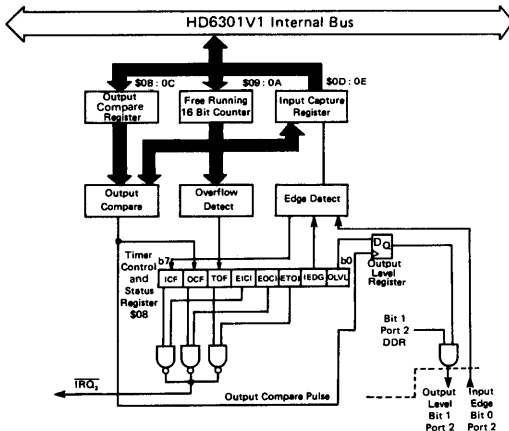 HD6301V1 Internal Bus
$0B : 0C
$09 : 0A
$0D : 0E
Output
Compare
Register
Free Running
16 Bit Counter
Input Capture
Register
Output
Compare
Overflow
Detect
Edge Detect
Timer
Control
and
Status
Register
$08
b7
b0
ICF OCF TOF EICI EOCI ETOI IEDG OLVL
D Q
Output
Level
Register
Bit 1
Port 2
DDR
IRQ₂
Output Compare Pulse
Output
Level
Bit 1
Port 2
Input
Edge
Bit 0
Port 2